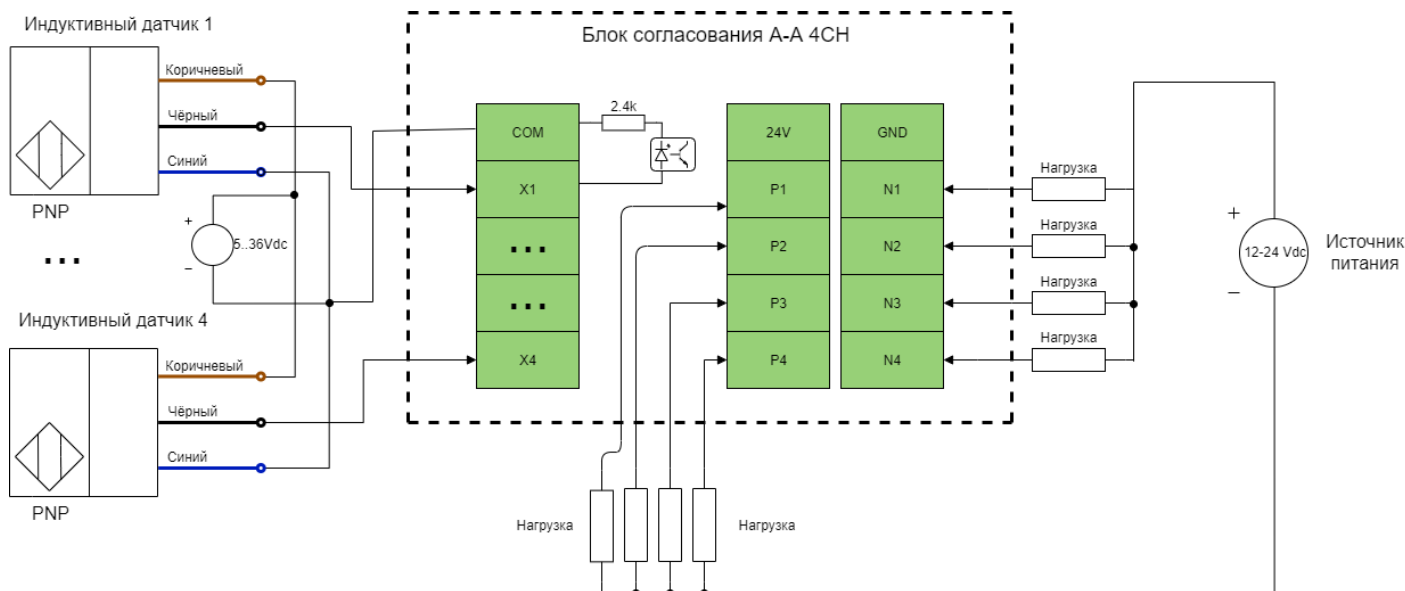 Индуктивный датчик 1
Блок согласования А-А 4СН
Коричневый
Чёрный
Синий
PNP
+
5..36Vdc
−
...
COM
2.4k
X1
...
...
X4
24V
P1
P2
P3
P4
GND
N1
N2
N3
N4
Нагрузка
Нагрузка
Нагрузка
Нагрузка
+
12-24 Vdc
−
Источник
питания
Индуктивный датчик 4
Коричневый
Чёрный
Синий
PNP
Нагрузка
Нагрузка